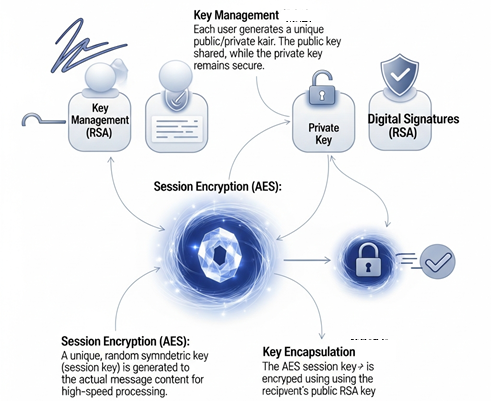 Key Management
Each user generates a unique
public/private kair. The public key
shared, while the private key
remains secure.
Key
Management
(RSA)
Private
Key
Digital Signatures
(RSA)
Session Encryption (AES):
Session Encryption (AES):
A unique, random symndetric key
(session key) is generated to
the actual message content for
high-speed processing.
Key Encapsulation
The AES session key is
encryped using using the
recipvent's public RSA key